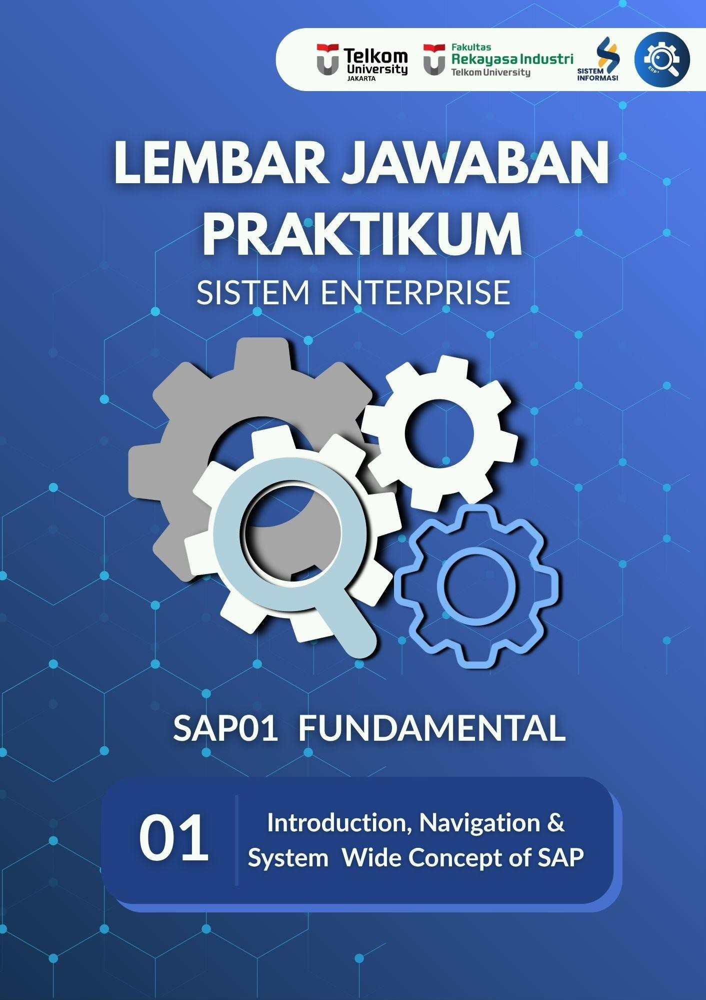 Telkom
University
JAKARTA
Fakultas
Rekayasa Industri
Telkom University
SISTEM
INFORMASI
ERP
LEMBAR JAWABAN
PRAKTIKUM
SISTEM ENTERPRISE
SAP01 FUNDAMENTAL
01
Introduction, Navigation &
System Wide Concept of SAP